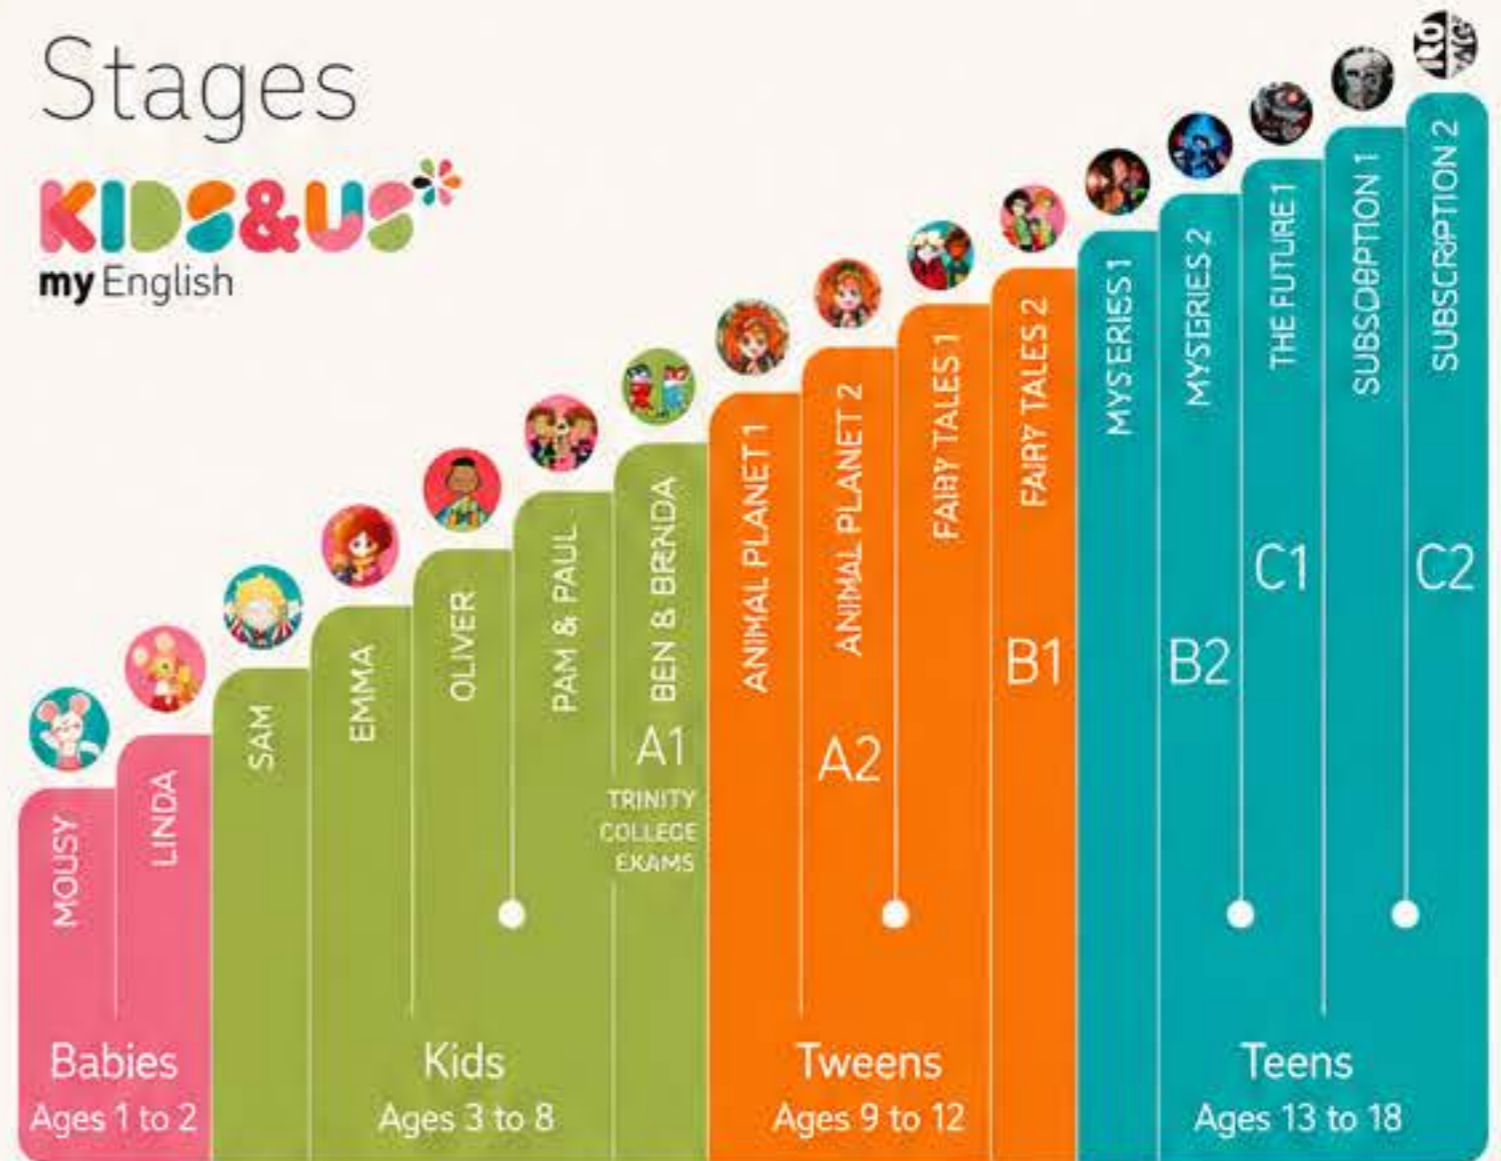 Stages
KIDS&US
my English
MOUSY
LINDA
SAM
EMMA
OLIVER
PAM & PAUL
BEN & BRNDA
A1
TRINITY
COLLEGE
EXAMS
ANIMAL PLANET 1
ANIMAL PLANET 2
A2
FAIRY TALES 1
FAIRY TALES 2
B1
MYSERISS 1
MYSERIES 2
B2
THE FUTURE 1
C1
1
SUBSCRIPTION 2
C2
Babies
Ages 1 to 2
Kids
Ages 3 to 8
Tweens
Ages 9 to 12
Teens
Ages 13 to 18